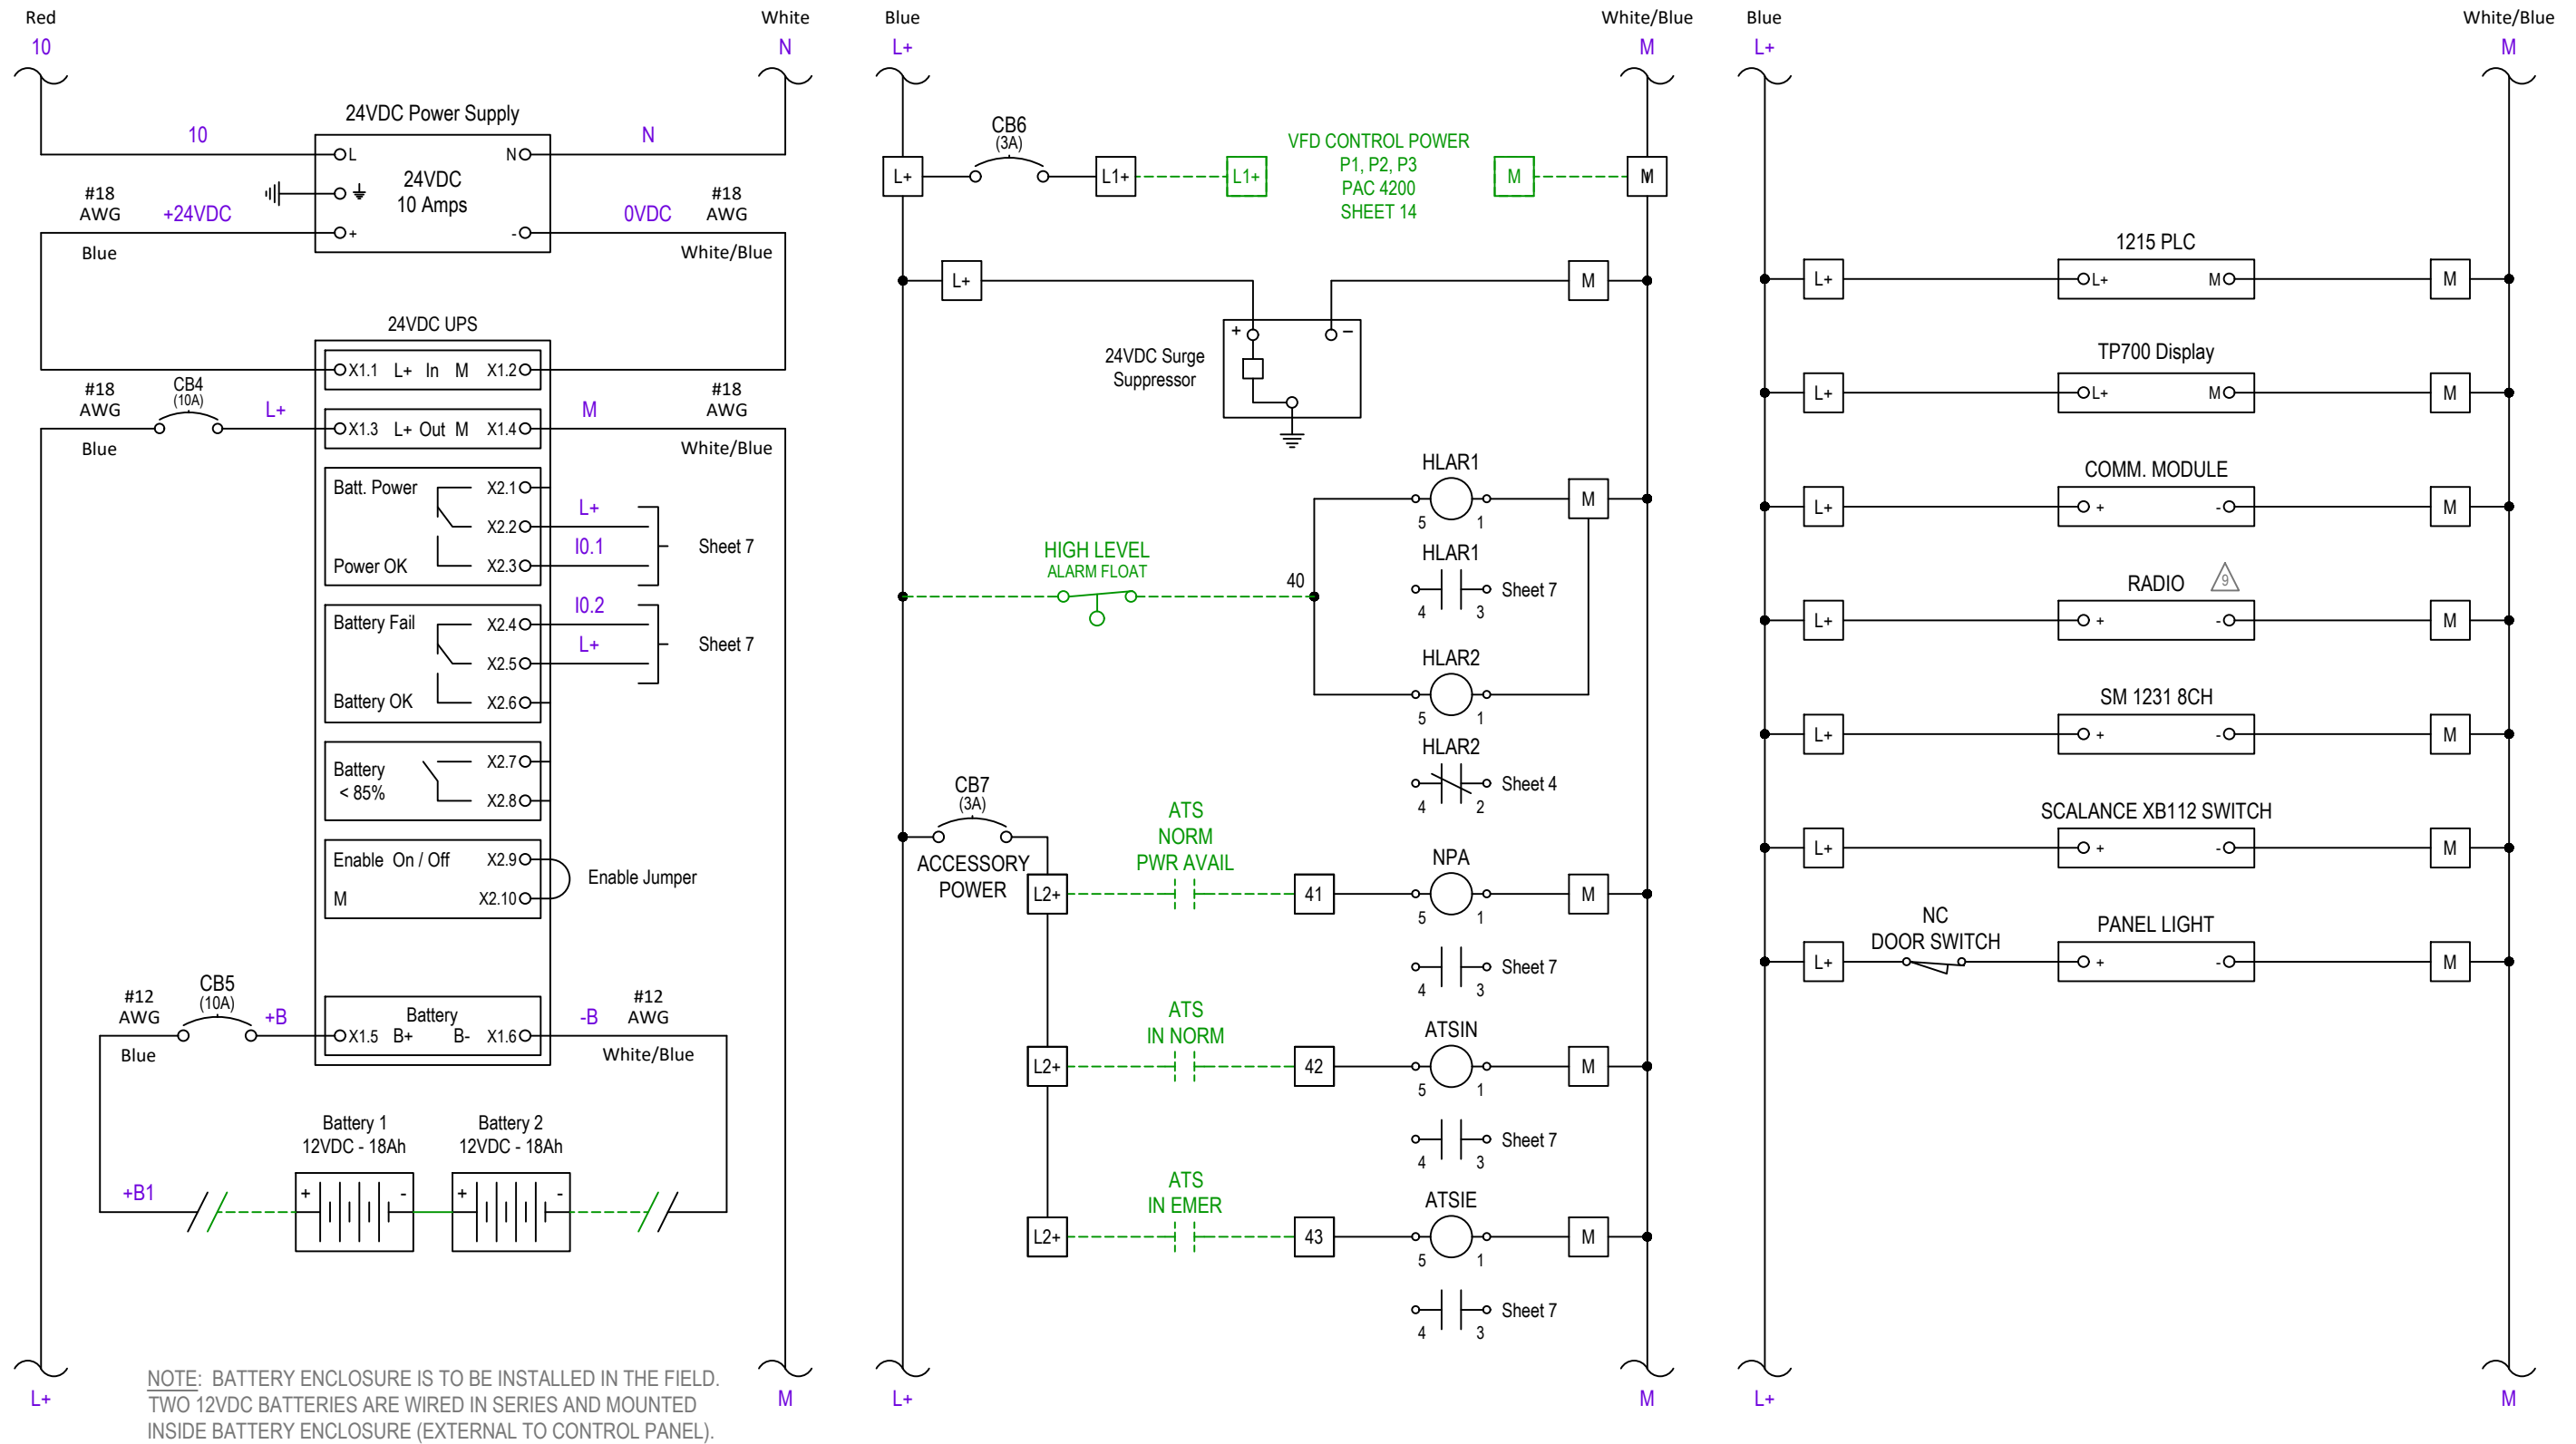 Red
10
White
N
24VDC Power Supply
10
N
L
N
24VDC
10 Amps
#18
AWG
+24VDC
0VDC
#18
AWG
+
-
Blue
White/Blue
24VDC UPS
X1.1 L+ In M X1.2
#18
AWG
CB4
(10A)
L+
M
#18
AWG
X1.3 L+ Out M X1.4
Blue
White/Blue
Batt. Power
X2.1
L+
X2.2
I0.1
Sheet 7
Power OK
X2.3
I0.2
Battery Fail
X2.4
L+
Sheet 7
X2.5
Battery OK
X2.6
Battery
< 85%
X2.7
X2.8
Enable On / Off
X2.9
Enable Jumper
M
X2.10
#12
AWG
CB5
(10A)
+B
Battery
-B
#12
AWG
X1.5 B+ B- X1.6
Blue
White/Blue
Battery 1
12VDC - 18Ah
Battery 2
12VDC - 18Ah
+B1
+ -
+ -
NOTE: BATTERY ENCLOSURE IS TO BE INSTALLED IN THE FIELD.
TWO 12VDC BATTERIES ARE WIRED IN SERIES AND MOUNTED
INSIDE BATTERY ENCLOSURE (EXTERNAL TO CONTROL PANEL).
L+
M
Blue
L+
White/Blue
M
CB6
(3A)
L+
L1+
L1+
VFD CONTROL POWER
P1, P2, P3
PAC 4200
SHEET 14
M
M
L+
M
+
−
24VDC Surge
Suppressor
HLAR1
5
1
M
HLAR1
Sheet 7
4
3
HIGH LEVEL
ALARM FLOAT
40
HLAR2
5
1
HLAR2
Sheet 4
4
2
CB7
(3A)
ACCESSORY
POWER
ATS
NORM
PWR AVAIL
L2+
41
NPA
5
1
M
Sheet 7
4
3
ATS
IN NORM
L2+
42
ATSIN
5
1
M
Sheet 7
4
3
ATS
IN EMER
L2+
43
ATSIE
5
1
M
Sheet 7
4
3
L+
M
Blue
L+
White/Blue
M
1215 PLC
L+
L+
M
M
TP700 Display
L+
L+
M
M
COMM. MODULE
L+
+
-
M
RADIO
9
L+
+
-
M
SM 1231 8CH
L+
+
-
M
SCALANCE XB112 SWITCH
L+
+
-
M
NC
DOOR SWITCH
PANEL LIGHT
L+
+
-
M
L+
M